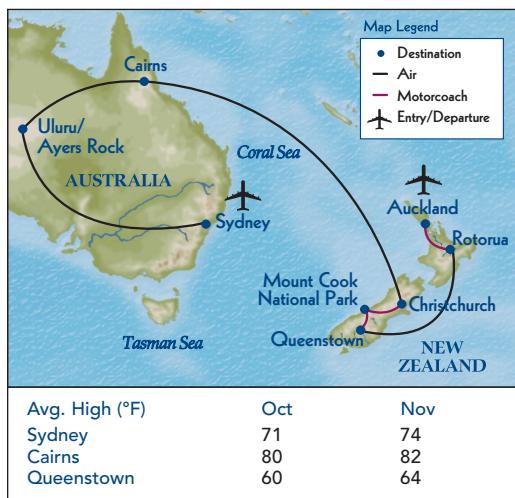 Map Legend
Destination
Air
Motorcoach
Entry/Departure
Cairns
Uluru/
Ayers Rock
Coral Sea
AUSTRALIA
Sydney
Auckland
Rotorua
Mount Cook
National Park
Christchurch
Queenstown
Tasman Sea
NEW
ZEALAND
Avg. High (°F) Oct Nov
Sydney 71 74
Cairns 80 82
Queenstown 60 64